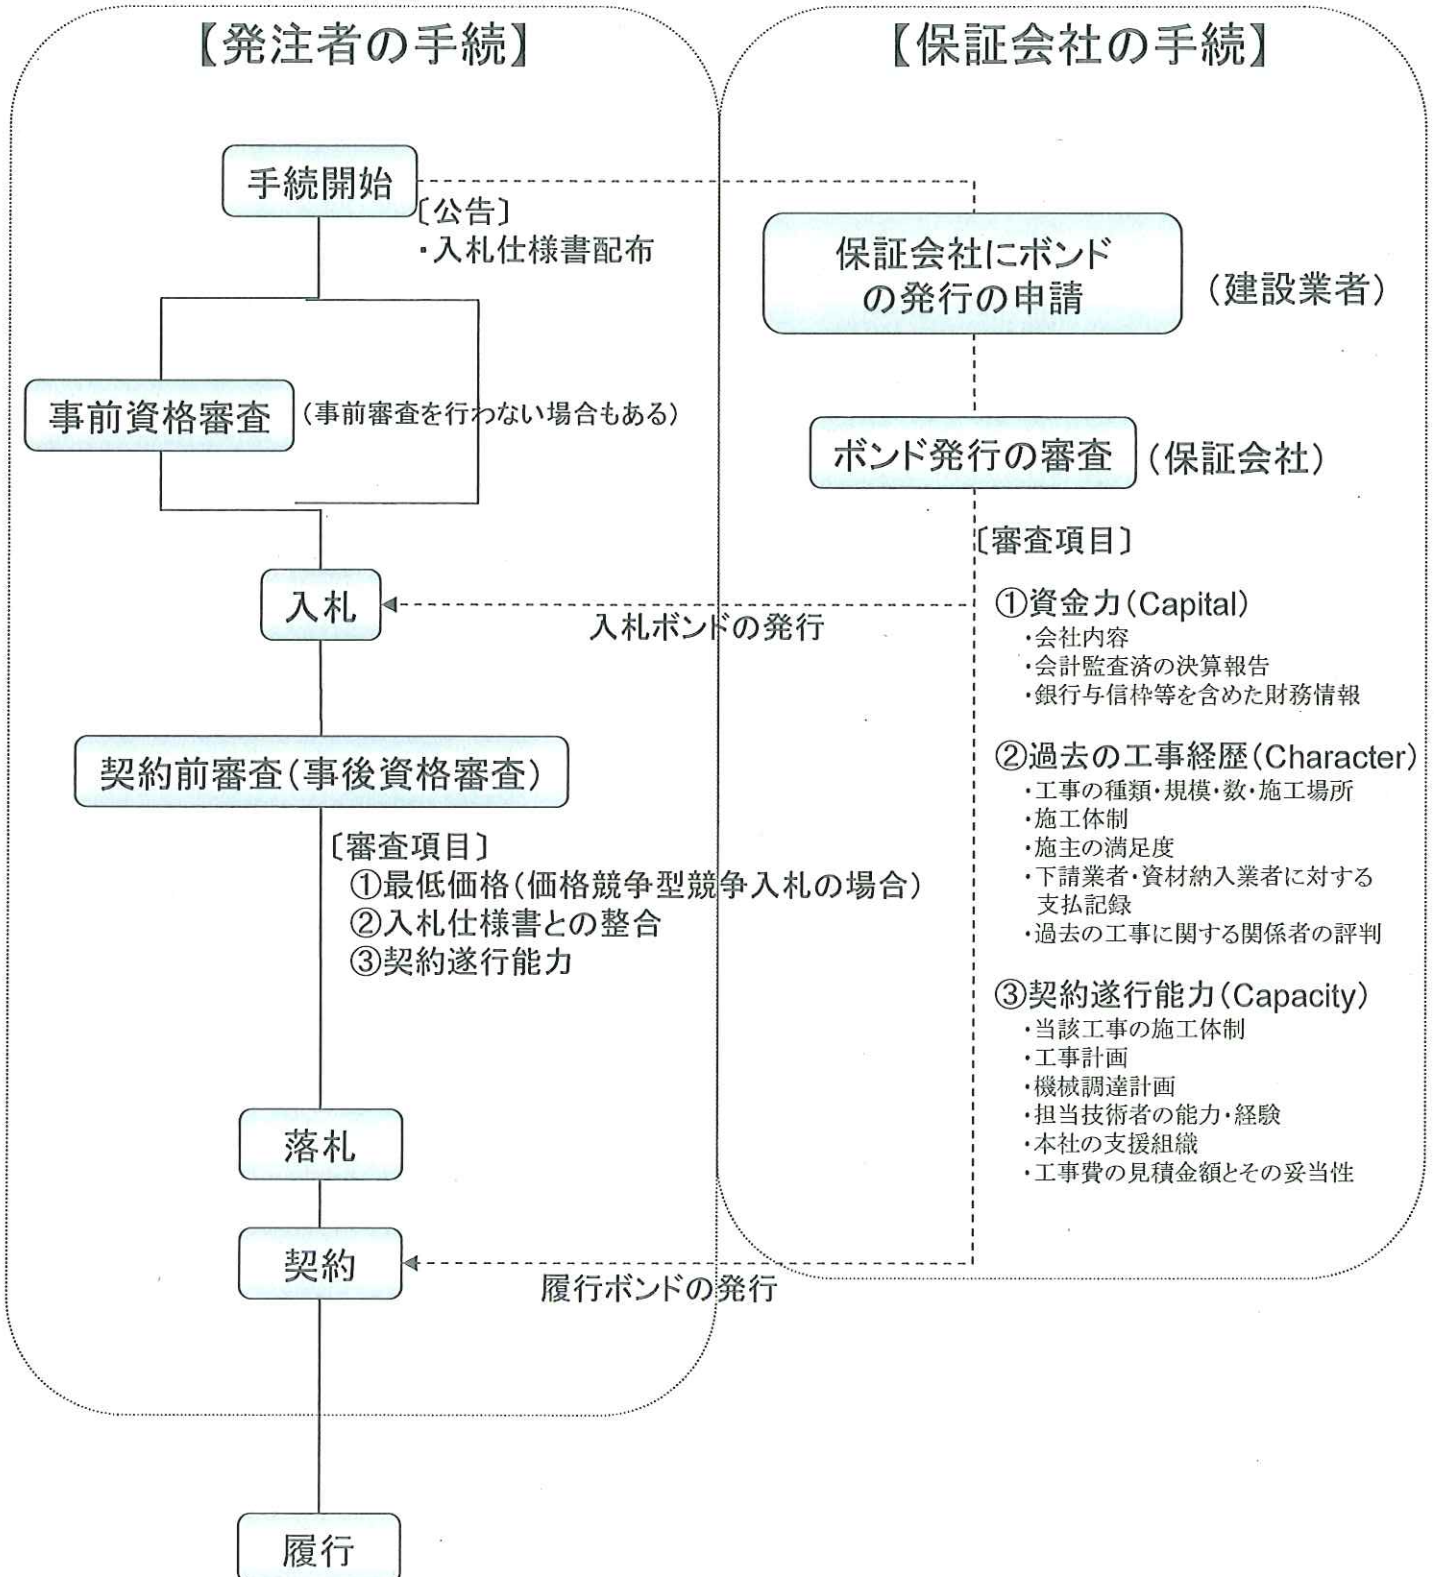 【発注者の手続】
手続開始
〔公告〕
・入札仕様書配布
事前資格審査
（事前審査を行わない場合もある）
入札
入札ボンドの発行
契約前審査（事後資格審査）
〔審査項目〕
①最低価格（価格競争型競争入札の場合）
②入札仕様書との整合
③契約遂行能力
落札
契約
履行ボンドの発行
履行
【保証会社の手続】
保証会社にボンド
の発行の申請
（建設業者）
ボンド発行の審査
（保証会社）
〔審査項目〕
①資金力（Capital）
・会社内容
・会計監査済の決算報告
・銀行与信枠等を含めた財務情報
②過去の工事経歴（Character）
・工事の種類・規模・数・施工場所
・施工体制
・施主の満足度
・下請業者・資材納入業者に対する
支払記録
・過去の工事に関する関係者の評判
③契約遂行能力（Capacity）
・当該工事の施工体制
・工事計画
・機械調達計画
・担当技術者の能力・経験
・本社の支援組織
・工事費の見積金額とその妥当性